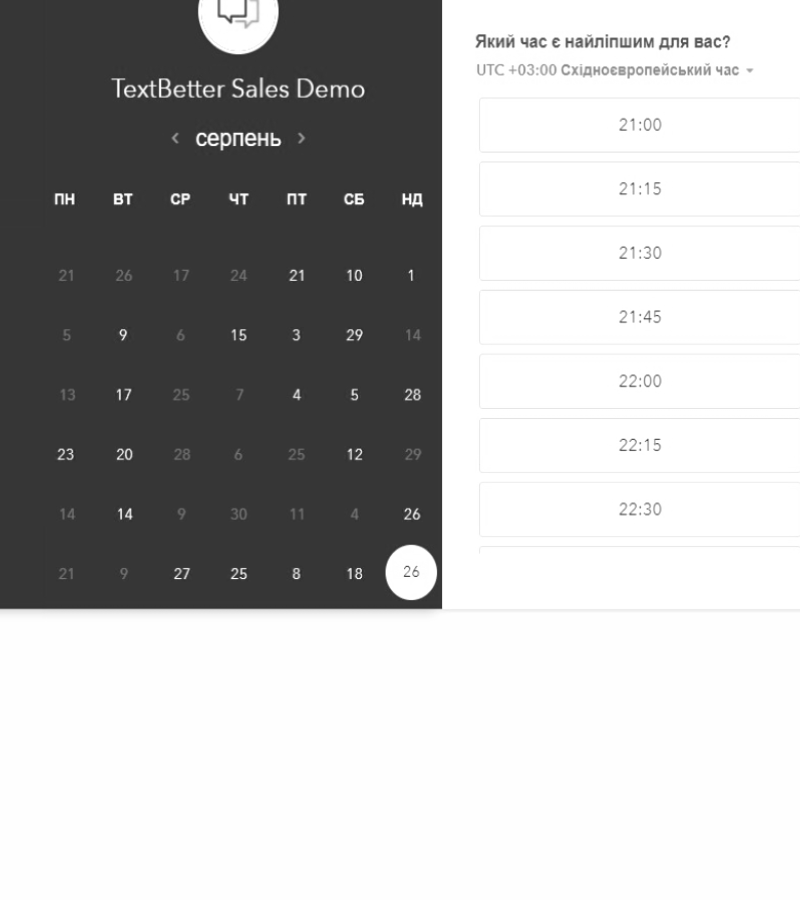 TextBetter Sales Demo
серпень
ПН ВТ СР ЧТ ПТ СБ НД
21 26 17 24 21 10 1
5 9 6 15 3 29 14
13 17 25 7 4 5 28
23 20 28 6 25 12 29
14 14 9 30 11 4 26
21 9 27 25 8 18 26
Який час є найліпшим для вас?
UTC +03:00 Східноєвропейський час
21:00
21:15
21:30
21:45
22:00
22:15
22:30